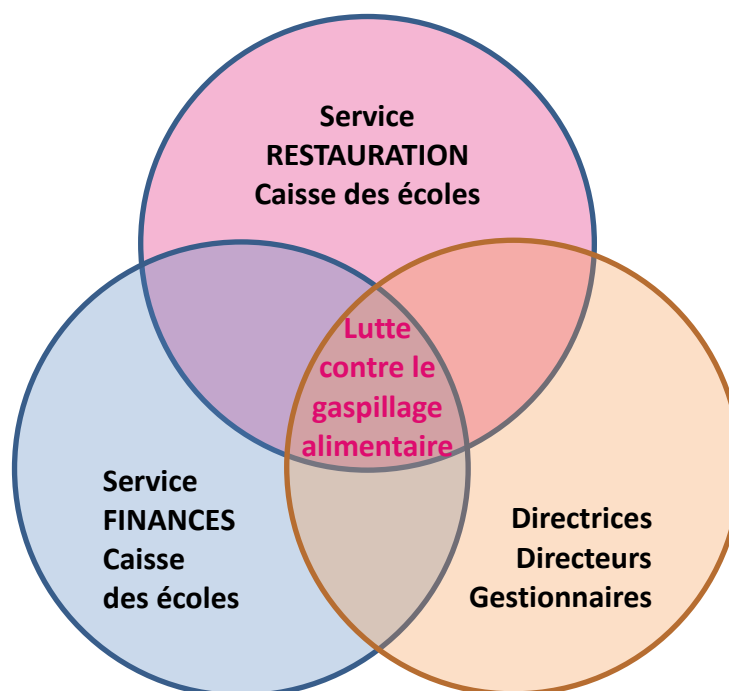 Service
RESTAURATION
Caisse des écoles
Lutte
contre le
gaspillage
alimentaire
Service
FINANCES
Caisse
des écoles
Directrices
Directeurs
Gestionnaires